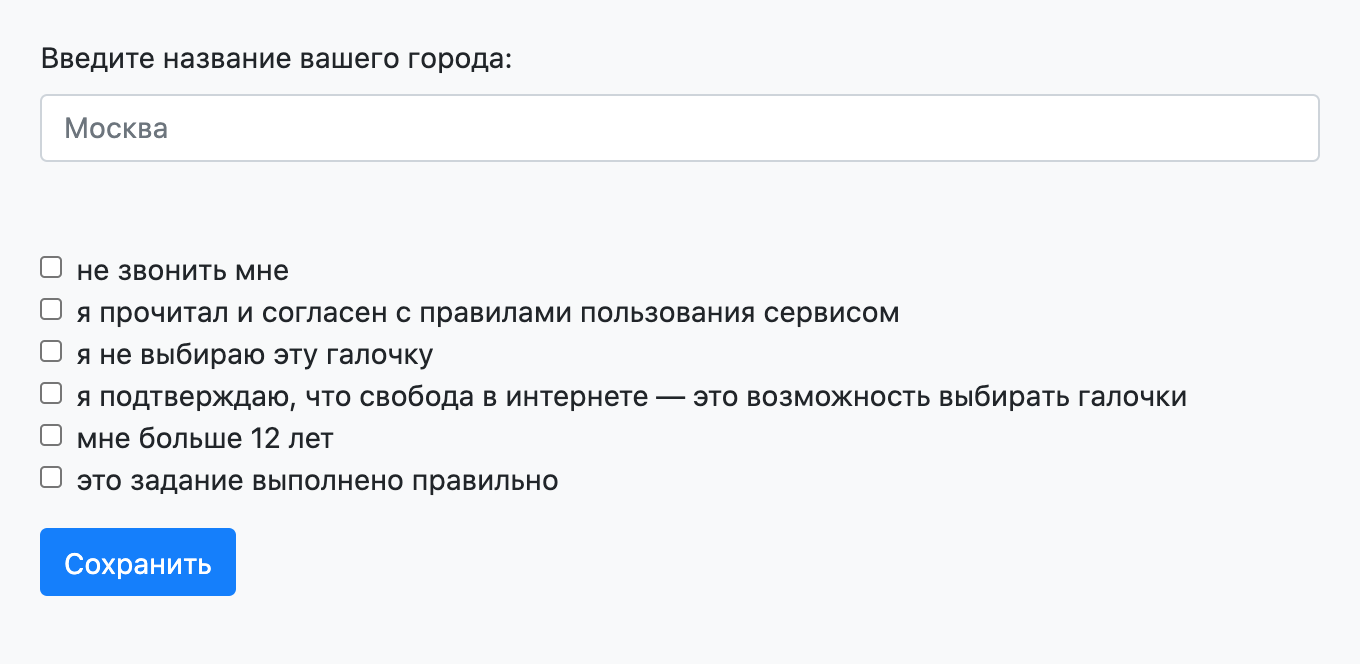 Введите название вашего города:
Москва
не звонить мне
я прочитал и согласен с правилами пользования сервисом
я не выбираю эту галочку
я подтверждаю, что свобода в интернете — это возможность выбирать галочки
мне больше 12 лет
это задание выполнено правильно
Сохранить